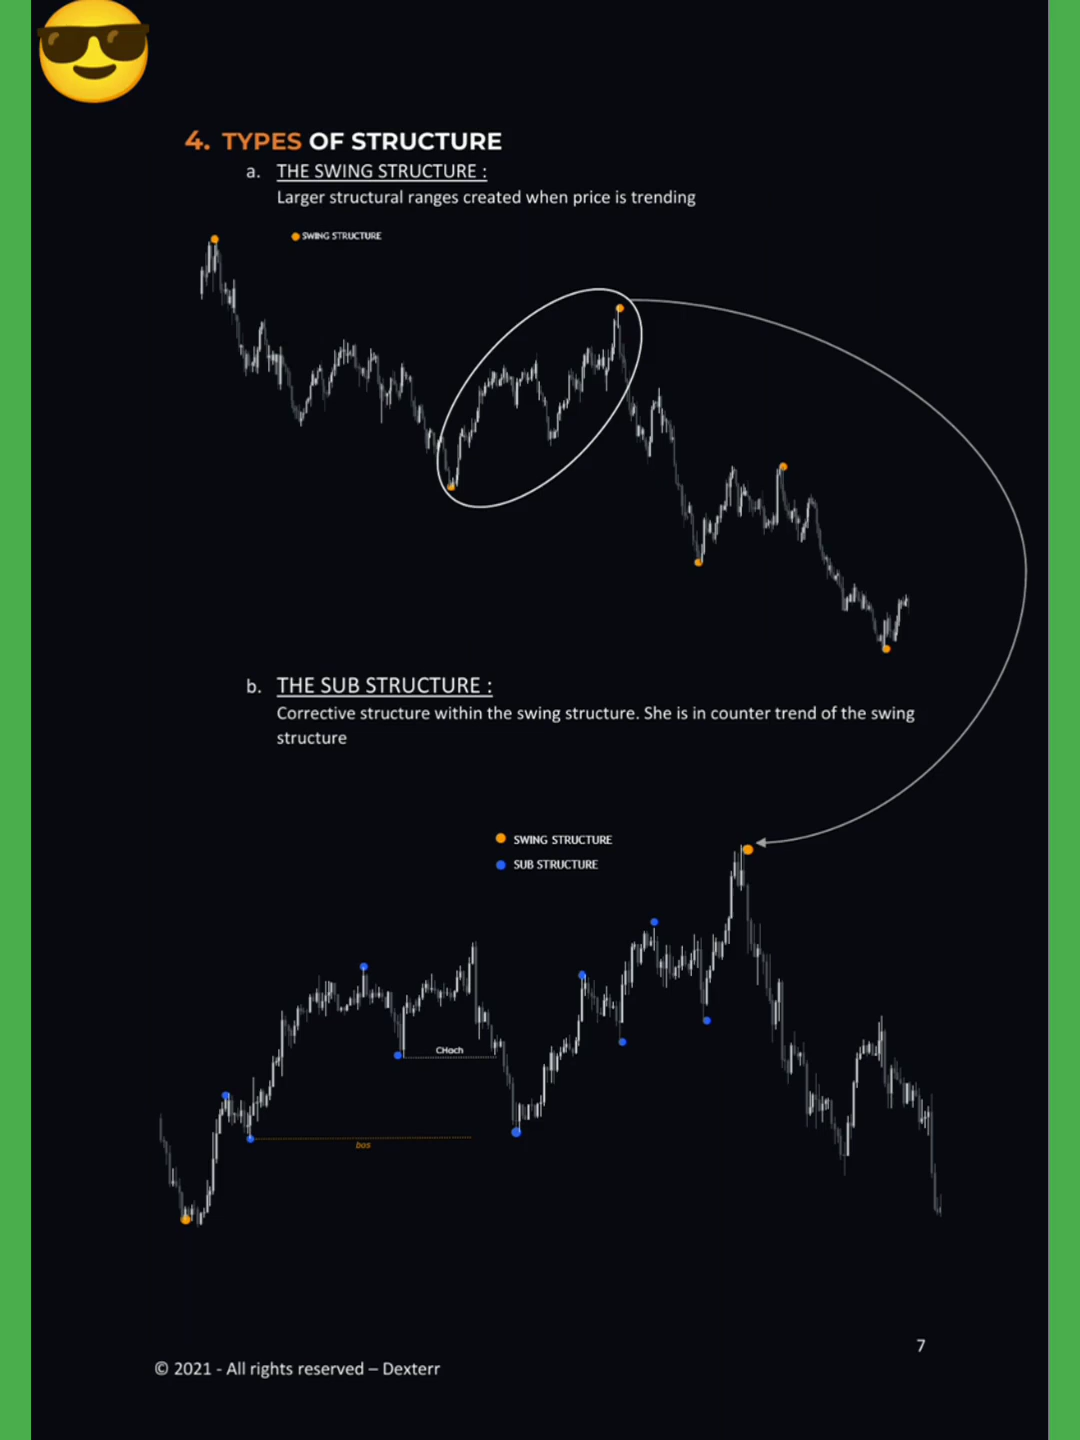 4. TYPES OF STRUCTURE
a. THE SWING STRUCTURE :
Larger structural ranges created when price is trending
SWING STRUCTURE
b. THE SUB STRUCTURE :
Corrective structure within the swing structure. She is in counter trend of the swing
structure
SWING STRUCTURE
SUB STRUCTURE
CHoch
bos
7
© 2021 - All rights reserved – Dexterr